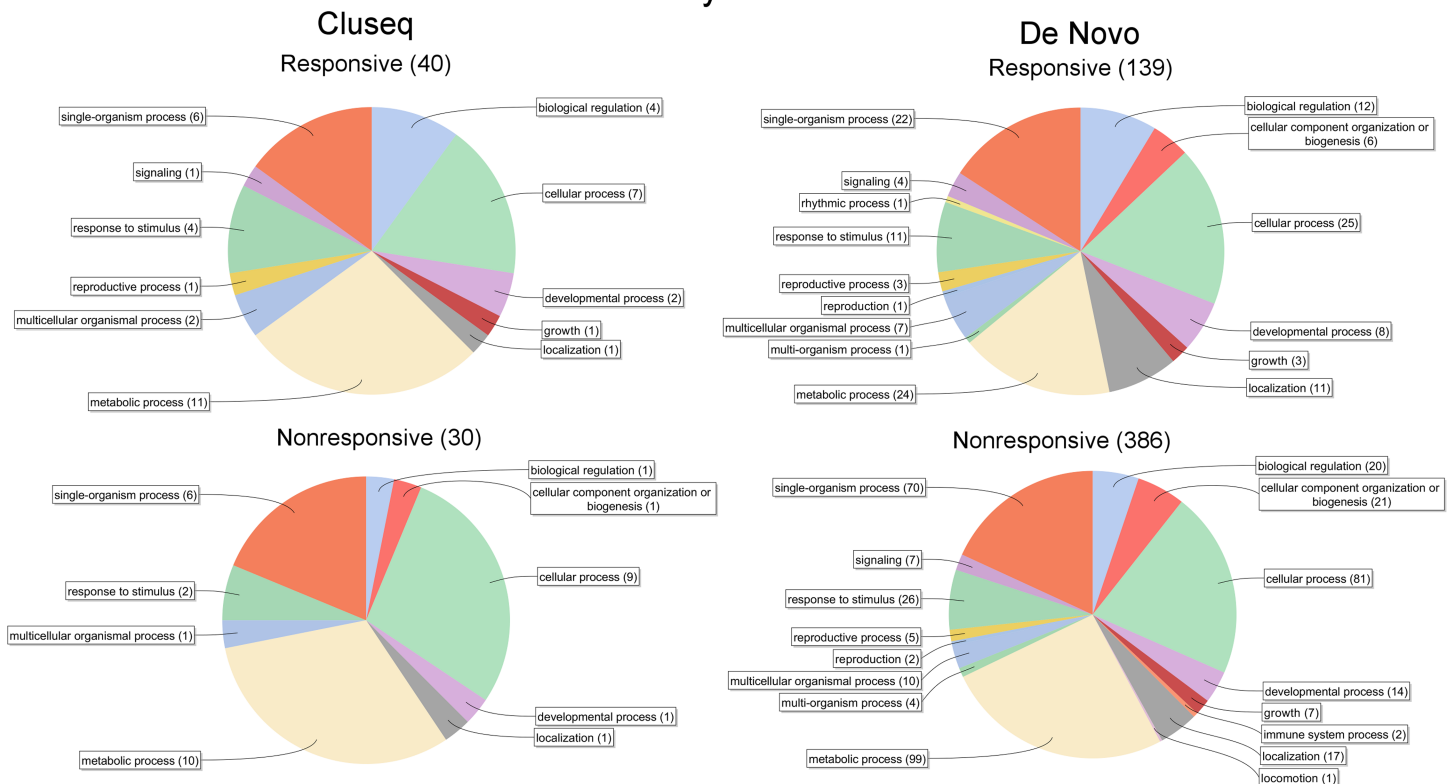 Cluseq
Responsive (40)
biological regulation (4)
cellular process (7)
developmental process (2)
growth (1)
localization (1)
metabolic process (11)
multicellular organismal process (2)
reproductive process (1)
response to stimulus (4)
signaling (1)
single-organism process (6)
De Novo
Responsive (139)
biological regulation (12)
cellular component organization or
biogenesis (6)
cellular process (25)
developmental process (8)
growth (3)
localization (11)
metabolic process (24)
multi-organism process (1)
multicellular organismal process (7)
reproduction (1)
reproductive process (3)
response to stimulus (11)
rhythmic process (1)
signaling (4)
single-organism process (22)
Nonresponsive (30)
biological regulation (1)
cellular component organization or
biogenesis (1)
cellular process (9)
developmental process (1)
localization (1)
metabolic process (10)
multicellular organismal process (1)
response to stimulus (2)
single-organism process (6)
Nonresponsive (386)
biological regulation (20)
cellular component organization or
biogenesis (21)
cellular process (81)
developmental process (14)
growth (7)
immune system process (2)
localization (17)
locomotion (1)
metabolic process (99)
multi-organism process (4)
multicellular organismal process (10)
reproduction (2)
reproductive process (5)
response to stimulus (26)
signaling (7)
single-organism process (70)